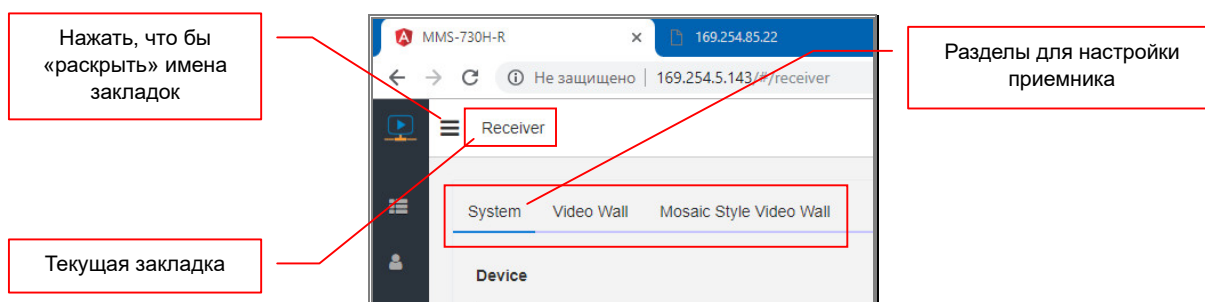 Нажать, что бы
«раскрыть» имена
закладок
Текущая закладка
MMS-730H-R
169.254.85.22
Не защищено | 169.254.5.143/#/receiver
Receiver
System Video Wall Mosaic Style Video Wall
Device
Разделы для настройки
приемника